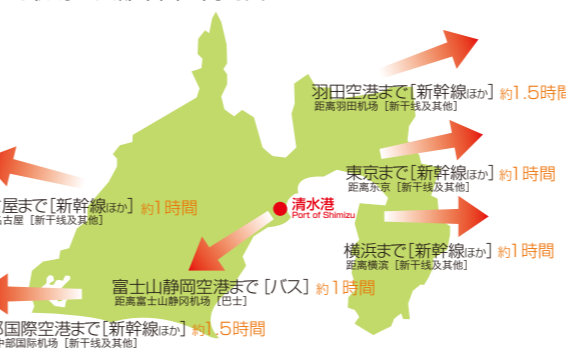 羽田空港まで[新幹線ほか] 約1.5時間
距离羽田机场 [新干线及其他]
東京まで[新幹線ほか] 約1時間
距离东京 [新干线及其他]
屋まで[新幹線ほか] 約1時間
古屋 [新干线及其他]
清水港
Port of Shimizu
横浜まで[新幹線ほか] 約1時間
距离横滨 [新干线及其他]
富士山静岡空港まで [バス] 約1時間
距离富士山静冈机场 [巴士]
国際空港まで[新幹線ほか] 約1.5時間
中部国际机场 [新干线及其他]